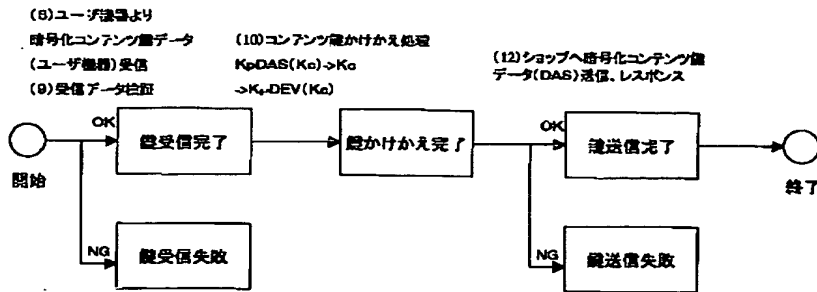 (8)ユーザ機器より
暗号化コンテンツ鍵データ
(ユーザ機器)受信
(9)受信データ検証
(10)コンテンツ鍵かけかえ処理
KpDAS(Kc)->Kc
->KsDEV(Kc)
(12)ショップへ暗号化コンテンツ鍵
データ(DAS)送信、レスポンス
開始
OK
鍵受信完了
鍵かけかえ完了
OK
鍵送信完了
終了
NG
鍵受信失敗
NG
鍵送信失敗